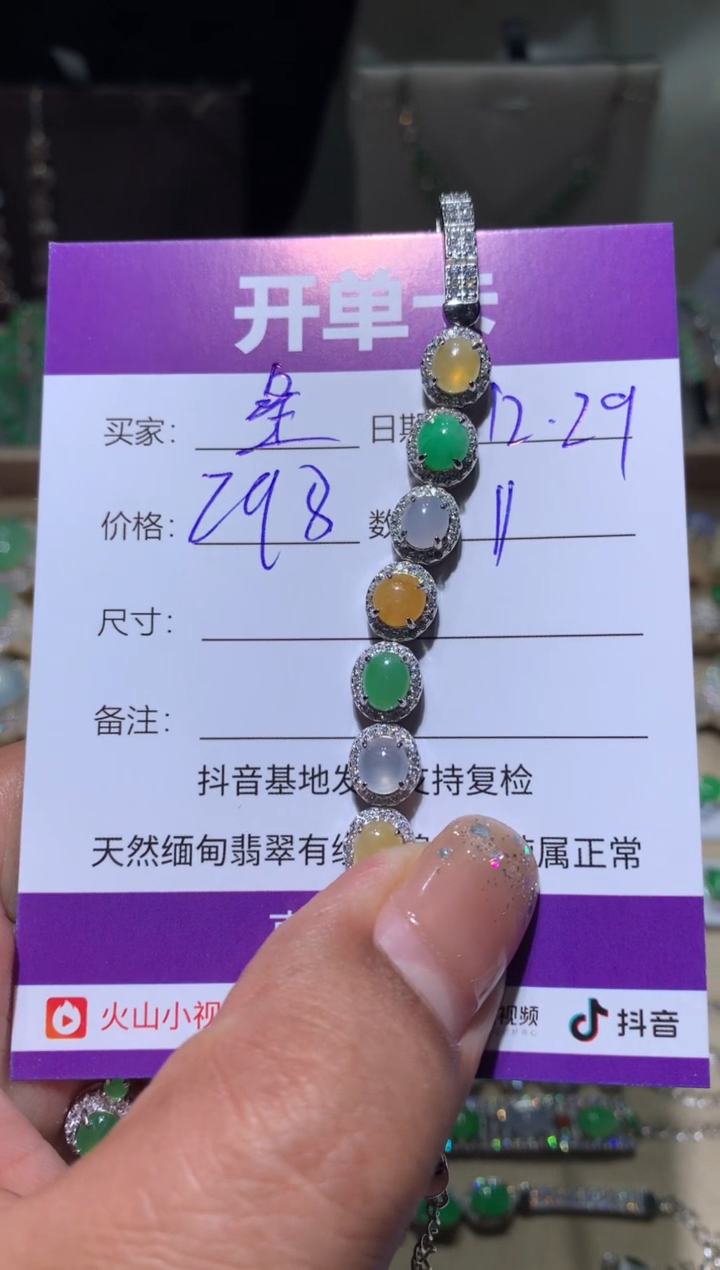 开单卡
买家： 日期 12.29
价格：298 数 11
尺寸：
备注：
抖音基地发 支持复检
天然缅甸翡翠有 属正常
火山小视 视频 抖音